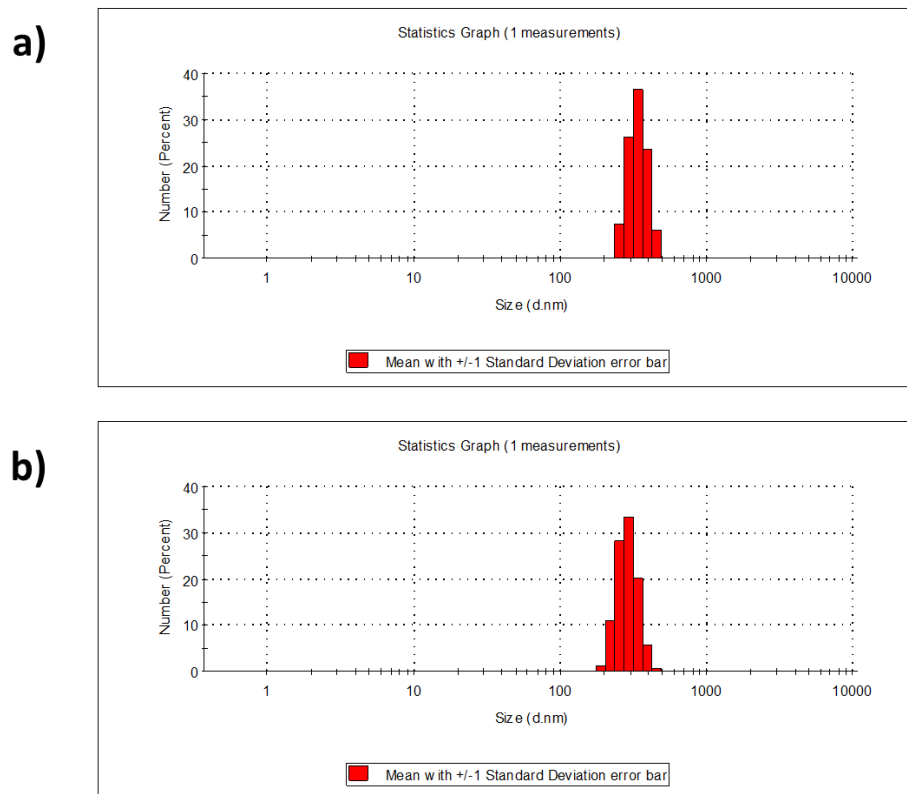 a)
Statistics Graph (1 measurements)
Number (Percent)
40
30
20
10
0
1 10 100 1000 10000
Size (d.nm)
Mean with +/-1 Standard Deviation error bar
b)
Statistics Graph (1 measurements)
Number (Percent)
40
30
20
10
0
1 10 100 1000 10000
Size (d.nm)
Mean with +/-1 Standard Deviation error bar